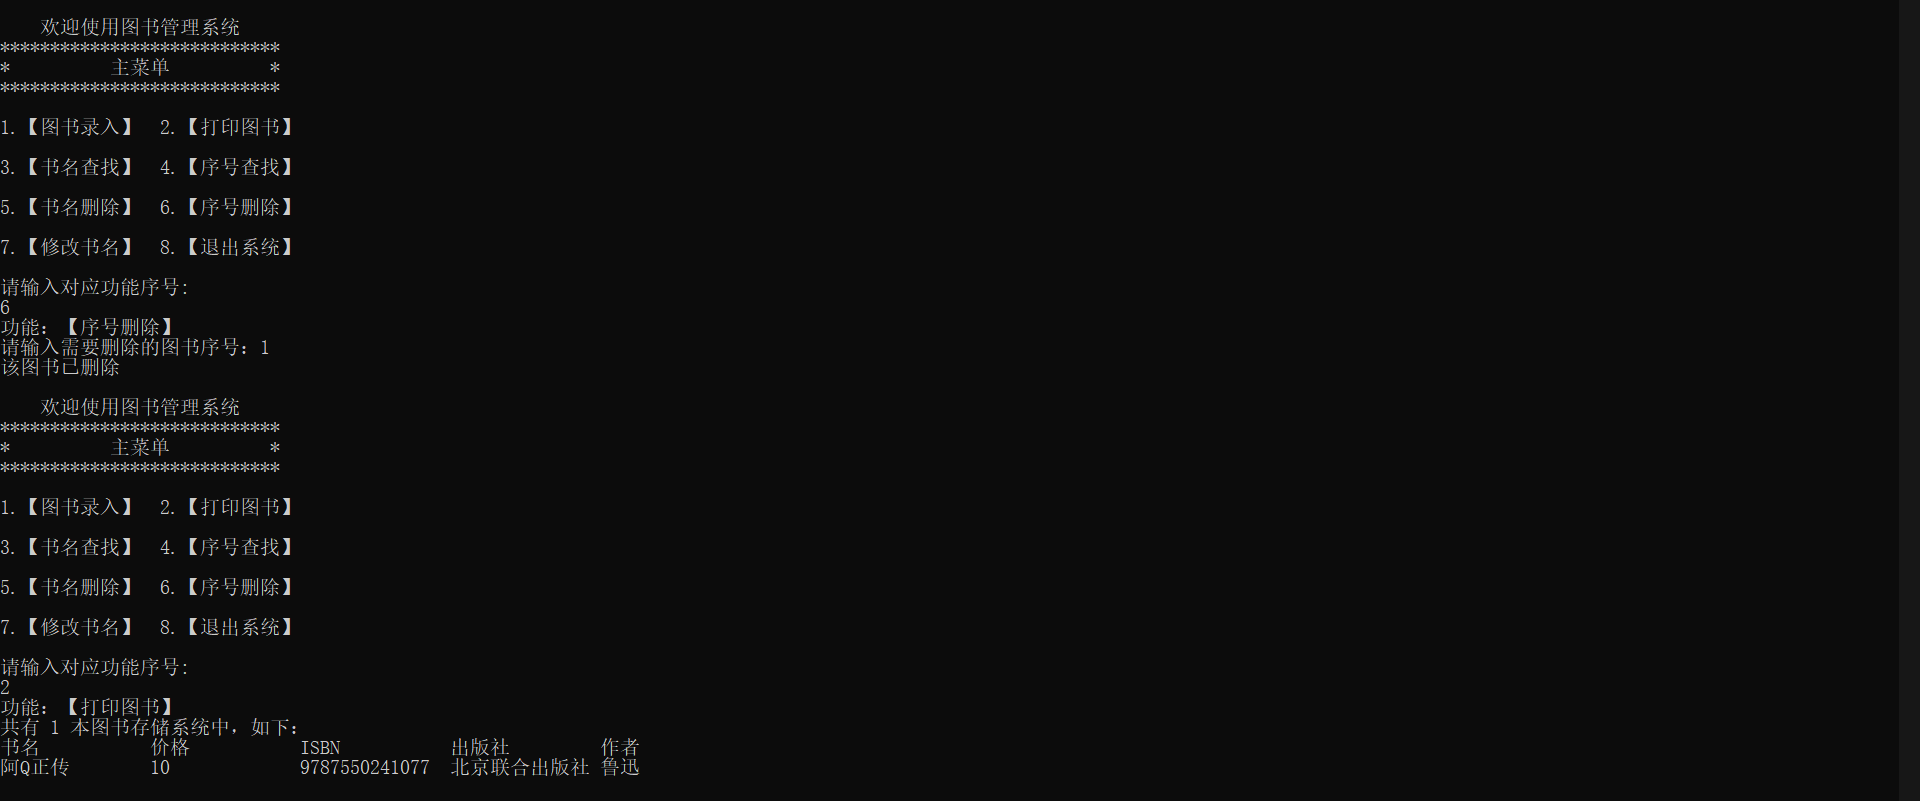 欢迎使用图书管理系统
****************************
*          主菜单          *
****************************
1.【图书录入】  2.【打印图书】
3.【书名查找】  4.【序号查找】
5.【书名删除】  6.【序号删除】
7.【修改书名】  8.【退出系统】
请输入对应功能序号:
6
功能：【序号删除】
请输入需要删除的图书序号：1
该图书已删除
欢迎使用图书管理系统
****************************
*          主菜单          *
****************************
1.【图书录入】  2.【打印图书】
3.【书名查找】  4.【序号查找】
5.【书名删除】  6.【序号删除】
7.【修改书名】  8.【退出系统】
请输入对应功能序号:
2
功能：【打印图书】
共有 1 本图书存储系统中，如下：
书名           价格           ISBN           出版社         作者
阿Q正传        10             9787550241077  北京联合出版社 鲁迅